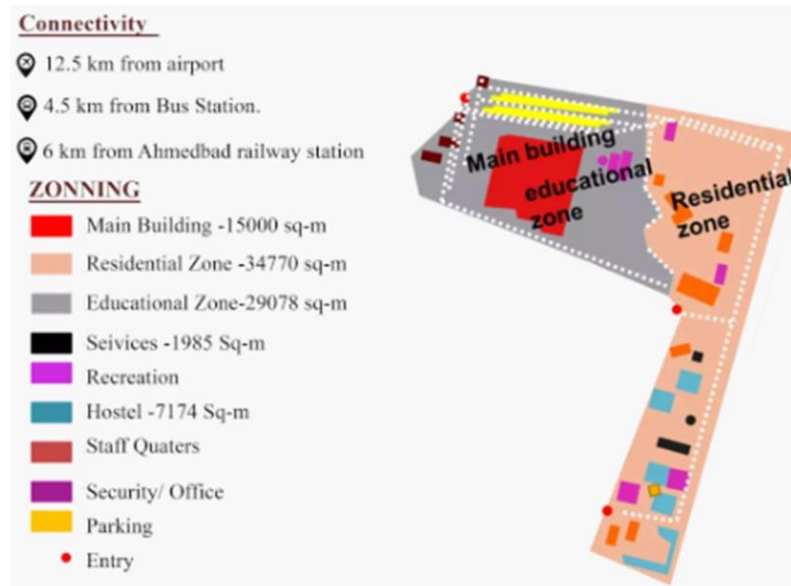 Connectivity
12.5 km from airport
4.5 km from Bus Station.
6 km from Ahmedbad railway station
ZONNING
Main Building -15000 sq-m
Residential Zone -34770 sq-m
Educational Zone-29078 sq-m
Seivices -1985 Sq-m
Recreation
Hostel -7174 Sq-m
Staff Quaters
Security/ Office
Parking
Entry
Main building
educational
zone
Residential
zone